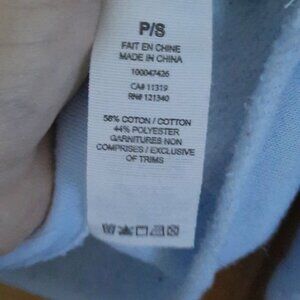 P/S
FAIT EN CHINE
MADE IN CHINA
100047426
CA# 11319
RN# 121340
56% COTON / COTTON
44% POLYESTER
GARNITURES NON
COMPRISES / EXCLUSIVE
OF TRIMS